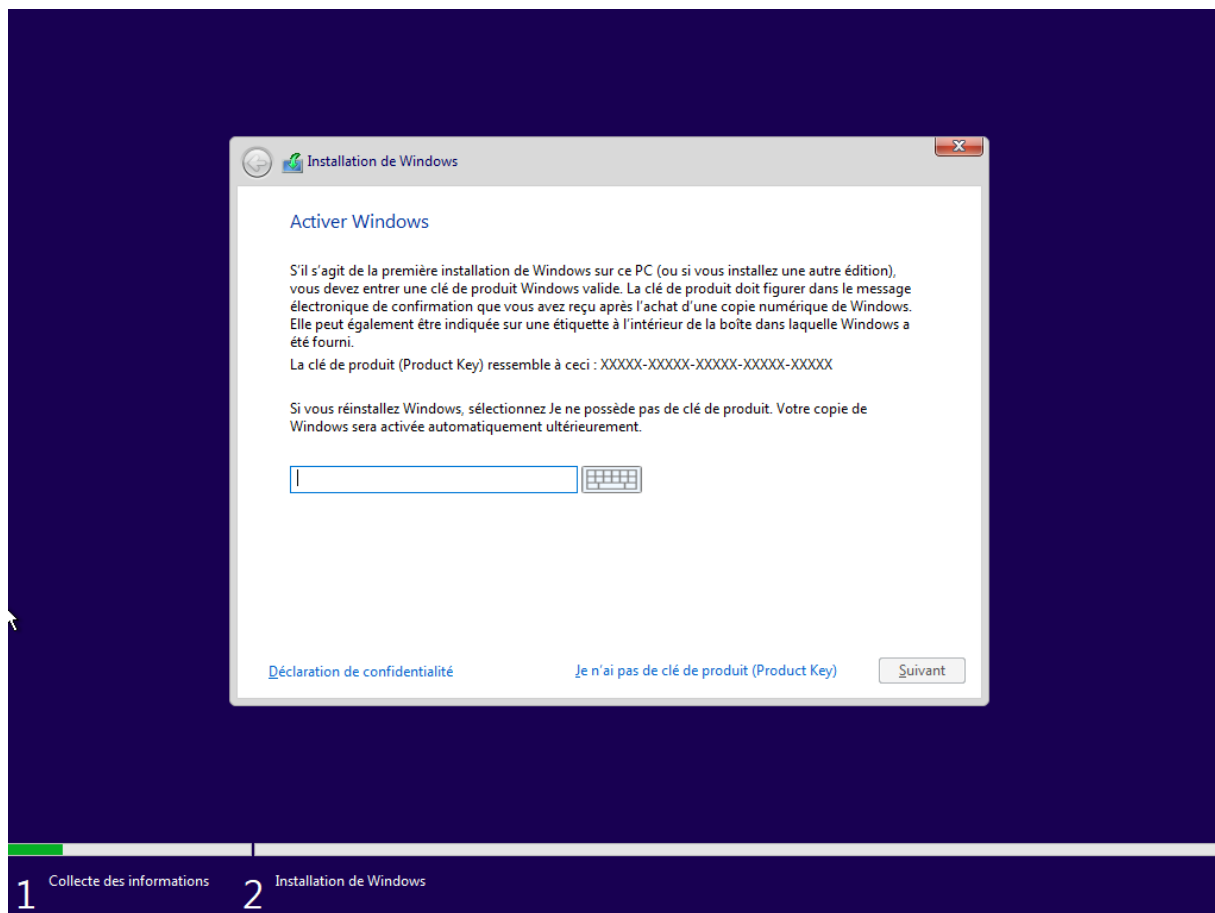 Installation de Windows
Activer Windows
S'il s'agit de la première installation de Windows sur ce PC (ou si vous installez une autre édition),
vous devez entrer une clé de produit Windows valide. La clé de produit doit figurer dans le message
électronique de confirmation que vous avez reçu après l'achat d'une copie numérique de Windows.
Elle peut également être indiquée sur une étiquette à l'intérieur de la boîte dans laquelle Windows a
été fourni.
La clé de produit (Product Key) ressemble à ceci : XXXXX-XXXXX-XXXXX-XXXXX-XXXXX
Si vous réinstallez Windows, sélectionnez Je ne possède pas de clé de produit. Votre copie de
Windows sera activée automatiquement ultérieurement.
Déclaration de confidentialité
Je n'ai pas de clé de produit (Product Key)
Suivant
1 Collecte des informations
2 Installation de Windows